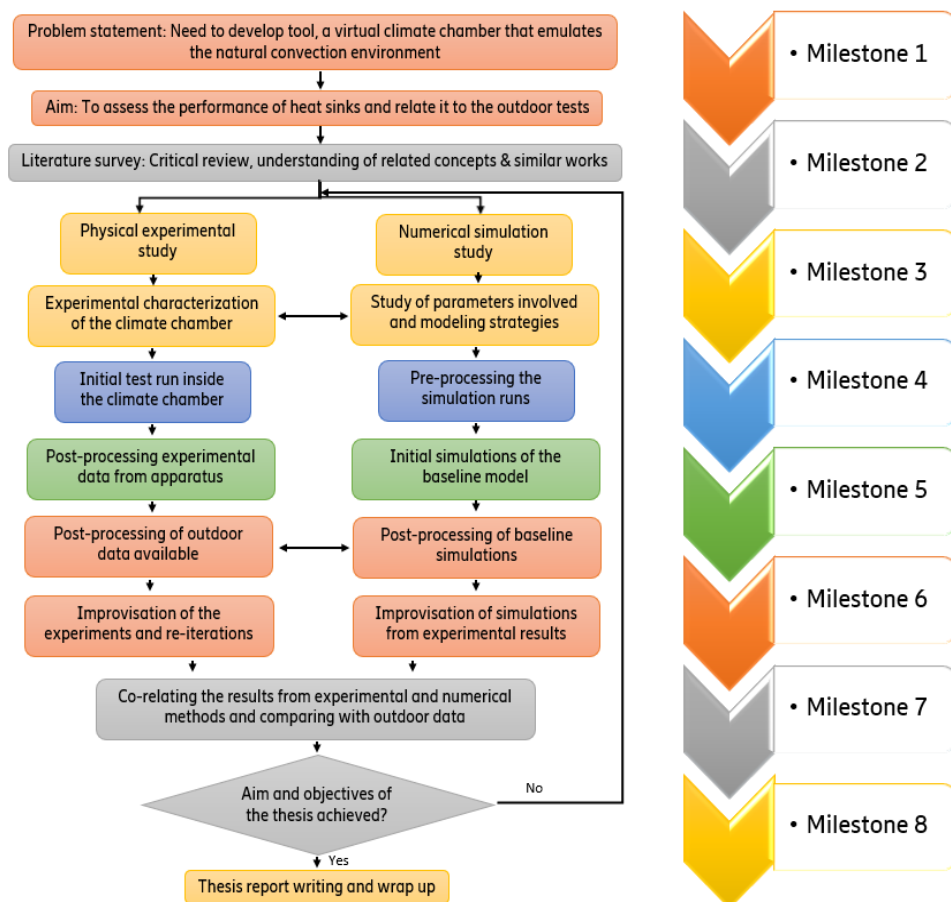 Problem statement: Need to develop tool, a virtual climate chamber that emulates
the natural convection environment
Aim: To assess the performance of heat sinks and relate it to the outdoor tests
Literature survey: Critical review, understanding of related concepts & similar works
Physical experimental
study
Numerical simulation
study
Experimental characterization
of the climate chamber
Study of parameters involved
and modeling strategies
Initial test run inside
the climate chamber
Pre-processing the
simulation runs
Post-processing experimental
data from apparatus
Initial simulations of the
baseline model
Post-processing of outdoor
data available
Post-processing of baseline
simulations
Improvisation of the
experiments and re-iterations
Improvisation of simulations
from experimental results
Co-relating the results from experimental and numerical
methods and comparing with outdoor data
Aim and objectives of
the thesis achieved?
No
Yes
Thesis report writing and wrap up
• Milestone 1
• Milestone 2
• Milestone 3
• Milestone 4
• Milestone 5
• Milestone 6
• Milestone 7
• Milestone 8